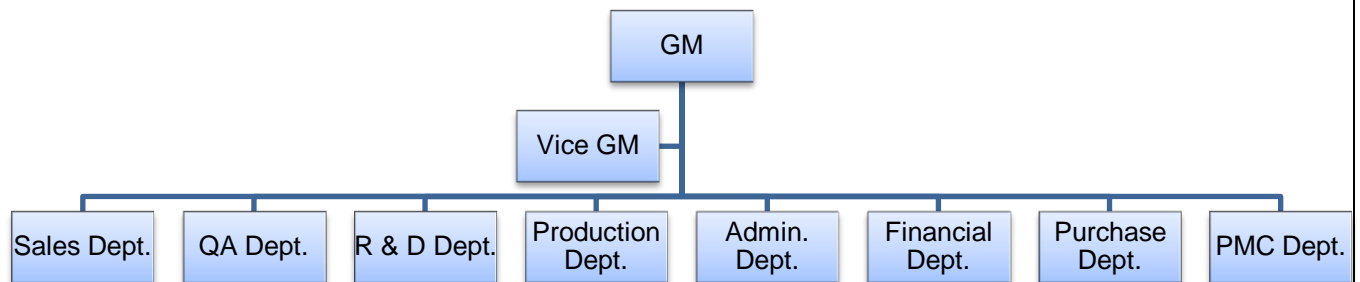 GM
Vice GM
Sales Dept.
QA Dept.
R & D Dept.
Production
Dept.
Admin.
Dept.
Financial
Dept.
Purchase
Dept.
PMC Dept.